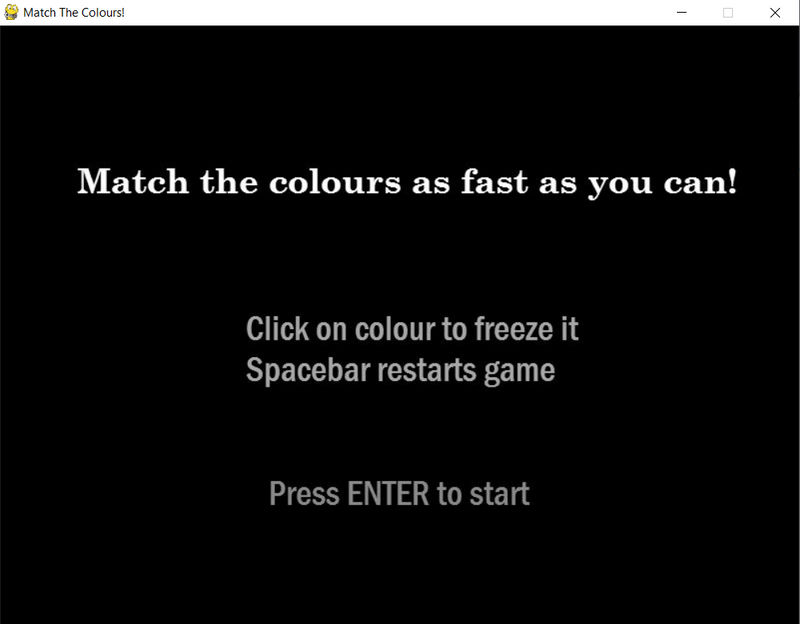 Match The Colours!
Match the colours as fast as you can!
Click on colour to freeze it
Spacebar restarts game
Press ENTER to start